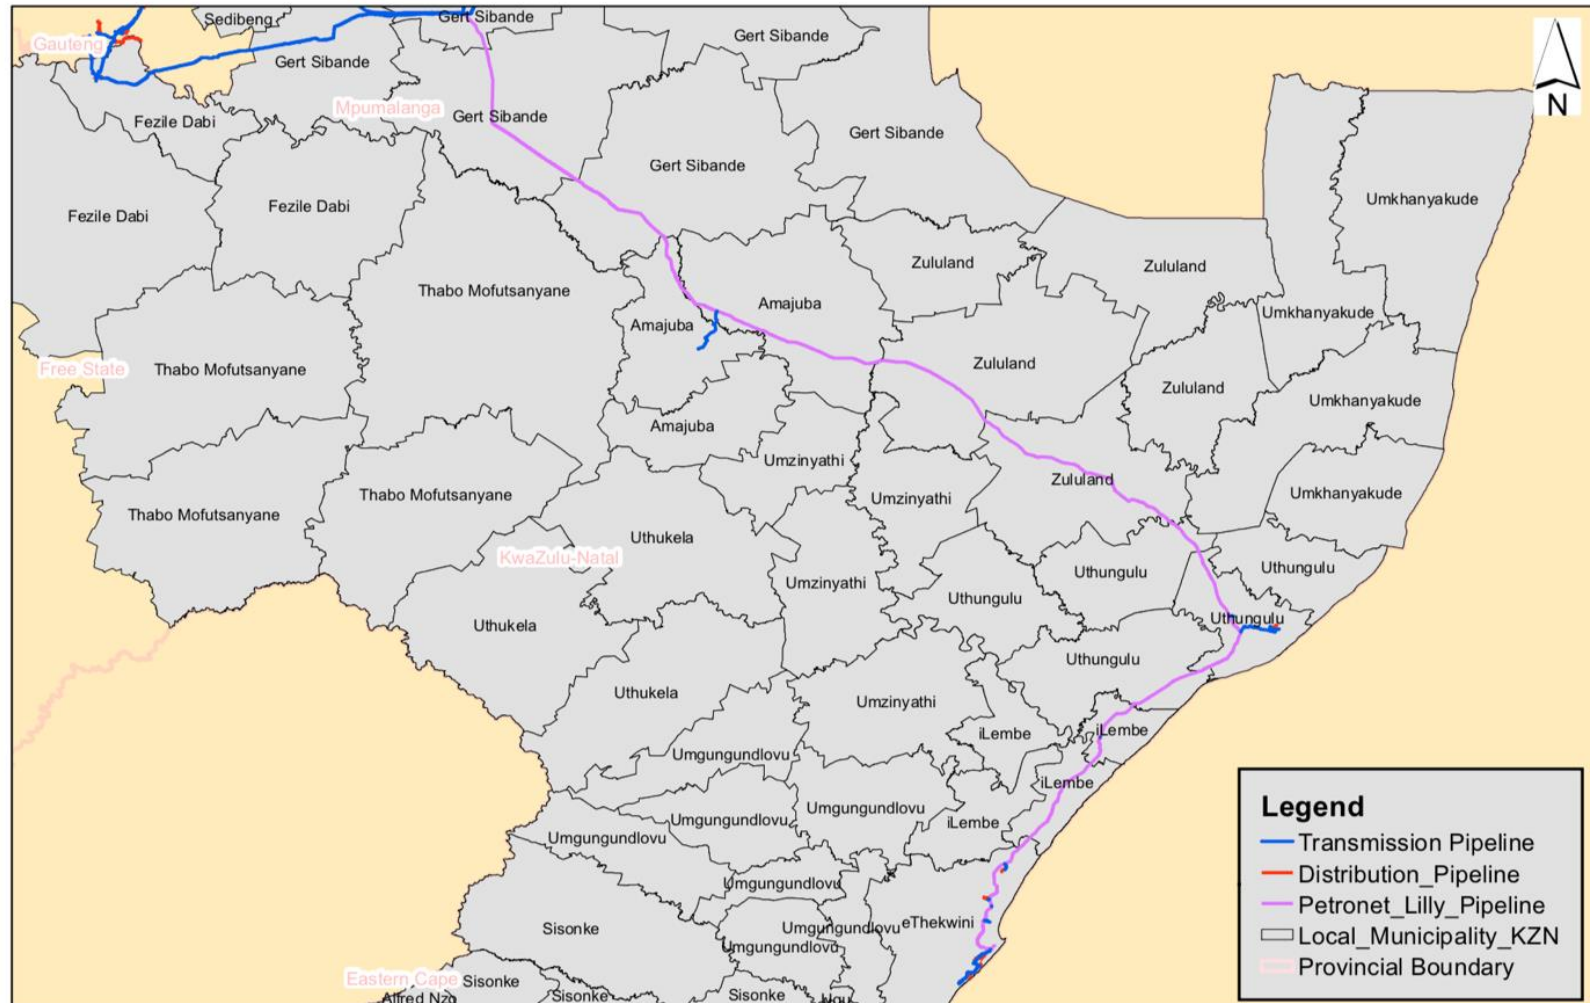 Sedibeng
Gert Sibande
Gert Sibande
Gauteng
Gert Sibande
Mpumalanga
Gert Sibande
Fezile Dabi
Gert Sibande
Gert Sibande
N
Fezile Dabi
Fezile Dabi
Umkhanyakude
Zululand
Zululand
Thabo Mofutsanyane
Amajuba
Umkhanyakude
Amajuba
Free State
Thabo Mofutsanyane
Zululand
Zululand
Umkhanyakude
Amajuba
Umzinyathi
Thabo Mofutsanyane
Umzinyathi
Zululand
Umkhanyakude
Thabo Mofutsanyane
Uthukela
KwaZulu-Natal
Uthungulu
Uthungulu
Umzinyathi
Uthungulu
Uthukela
Uthungulu
Uthungulu
Uthukela
Umzinyathi
iLembe
iLembe
Umgungundlovu
iLembe
Umgungundlovu
Umgungundlovu
iLembe
Umgungundlovu
Umgungundlovu
Sisonke
Umgungundlovu
eThekwini
Umgungundlovu
Eastern Cape
Sisonke
Alfred Nzo
Sisonke
Sisonke
Ugu
Legend
Transmission Pipeline
Distribution_Pipeline
Petronet_Lilly_Pipeline
Local_Municipality_KZN
Provincial Boundary